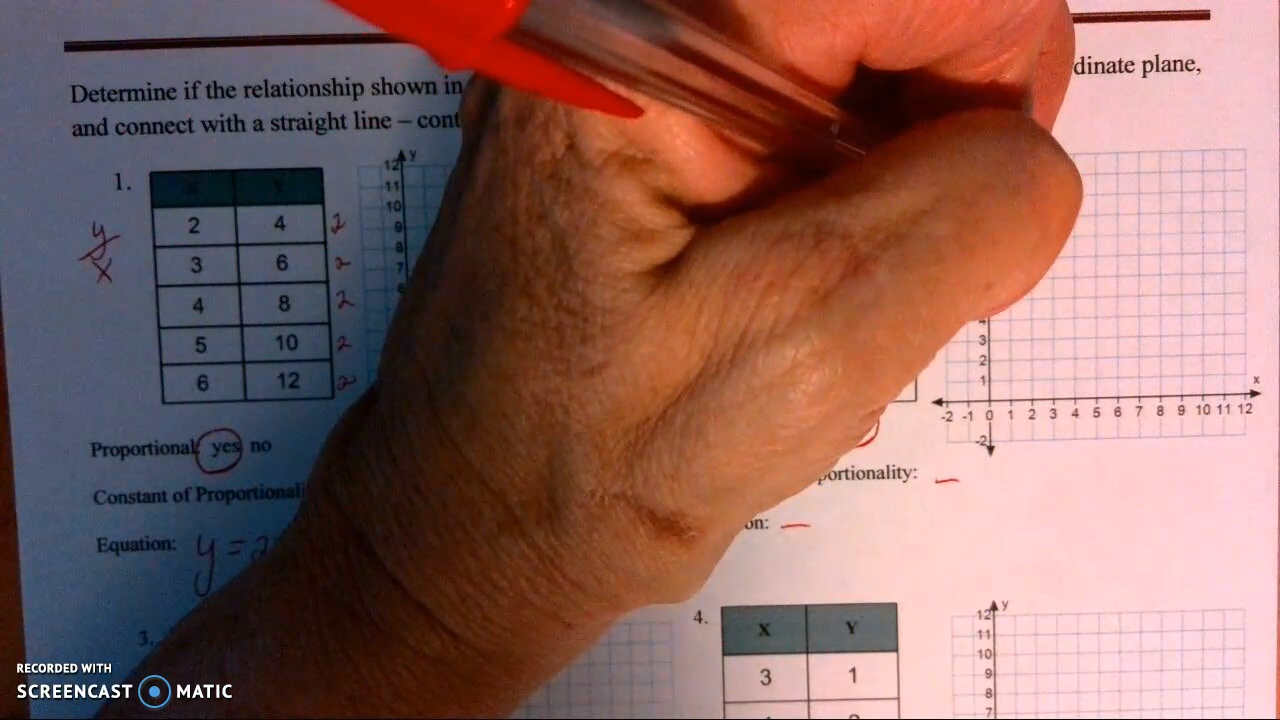 Determine if the relationship shown in
dinate plane,
and connect with a straight line – cont
1.
X Y
2 4 2
3 6 2
4 8 2
5 10 2
6 12 2
y
x
y
12
11
10
9
8
7
Proportional: yes no
Constant of Proportionali
Equation: y = 2
3
2
1
-2 -1 0 1 2 3 4 5 6 7 8 9 10 11 12
x
-2
portionality: –
on: –
3.
4.
X Y
3 1
y
12
11
10
9
8
7
RECORDED WITH
SCREENCAST MATIC